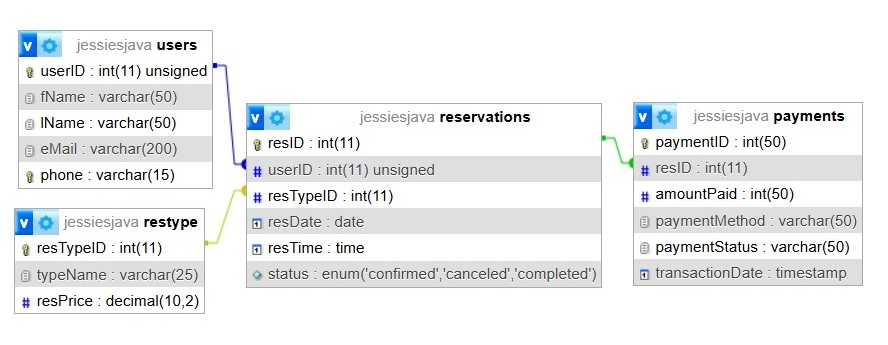 v jessiesjava users
userID : int(11) unsigned
fName : varchar(50)
lName : varchar(50)
eMail : varchar(200)
phone : varchar(15)
v jessiesjava restype
resTypeID : int(11)
typeName : varchar(25)
# resPrice : decimal(10,2)
v jessiesjava reservations
resID : int(11)
# userID : int(11) unsigned
# resTypeID : int(11)
resDate : date
resTime : time
status : enum('confirmed','canceled','completed')
v jessiesjava payments
paymentID : int(50)
# resID : int(11)
# amountPaid : int(50)
paymentMethod : varchar(50)
paymentStatus : varchar(50)
transactionDate : timestamp